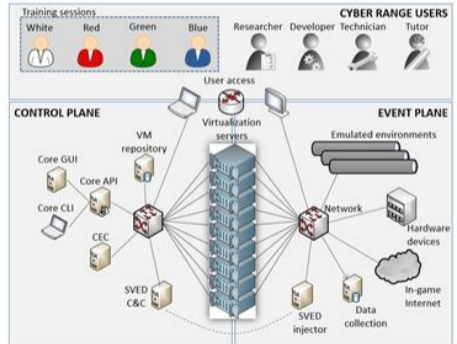 Training sessions
CYBER RANGE USERS
White
Red
Green
Blue
Researcher
Developer
Technician
Tutor
User access
CONTROL PLANE
EVENT PLANE
Virtualization
servers
VM
repository
Emulated environments
Core GUI
Core API
Core CLI
Network
CEC
Hardware
devices
SVED
C&C
In-game
Internet
SVED
injector
Data
collection